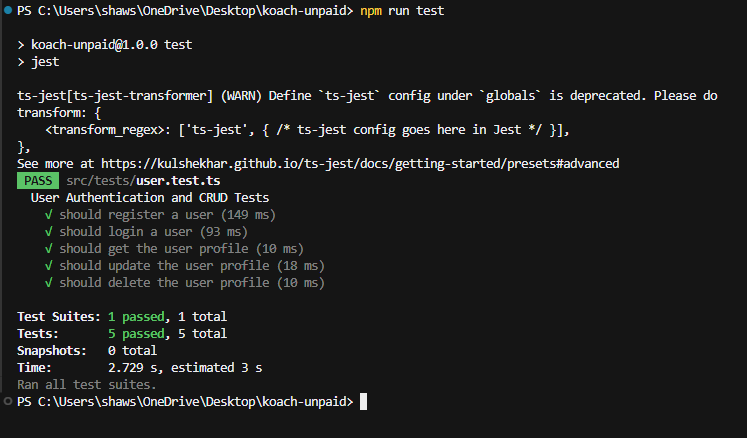 PS C:\Users\shaws\OneDrive\Desktop\koach-unpaid> npm run test
> koach-unpaid@1.0.0 test
> jest
ts-jest[ts-jest-transformer] (WARN) Define `ts-jest` config under `globals` is deprecated. Please do
transform: {
    <transform_regex>: ['ts-jest', { /* ts-jest config goes here in Jest */ }],
},
See more at https://kulshekhar.github.io/ts-jest/docs/getting-started/presets#advanced
PASS src/tests/user.test.ts
  User Authentication and CRUD Tests
    √ should register a user (149 ms)
    √ should login a user (93 ms)
    √ should get the user profile (10 ms)
    √ should update the user profile (18 ms)
    √ should delete the user profile (10 ms)
Test Suites: 1 passed, 1 total
Tests:       5 passed, 5 total
Snapshots:   0 total
Time:        2.729 s, estimated 3 s
Ran all test suites.
PS C:\Users\shaws\OneDrive\Desktop\koach-unpaid>